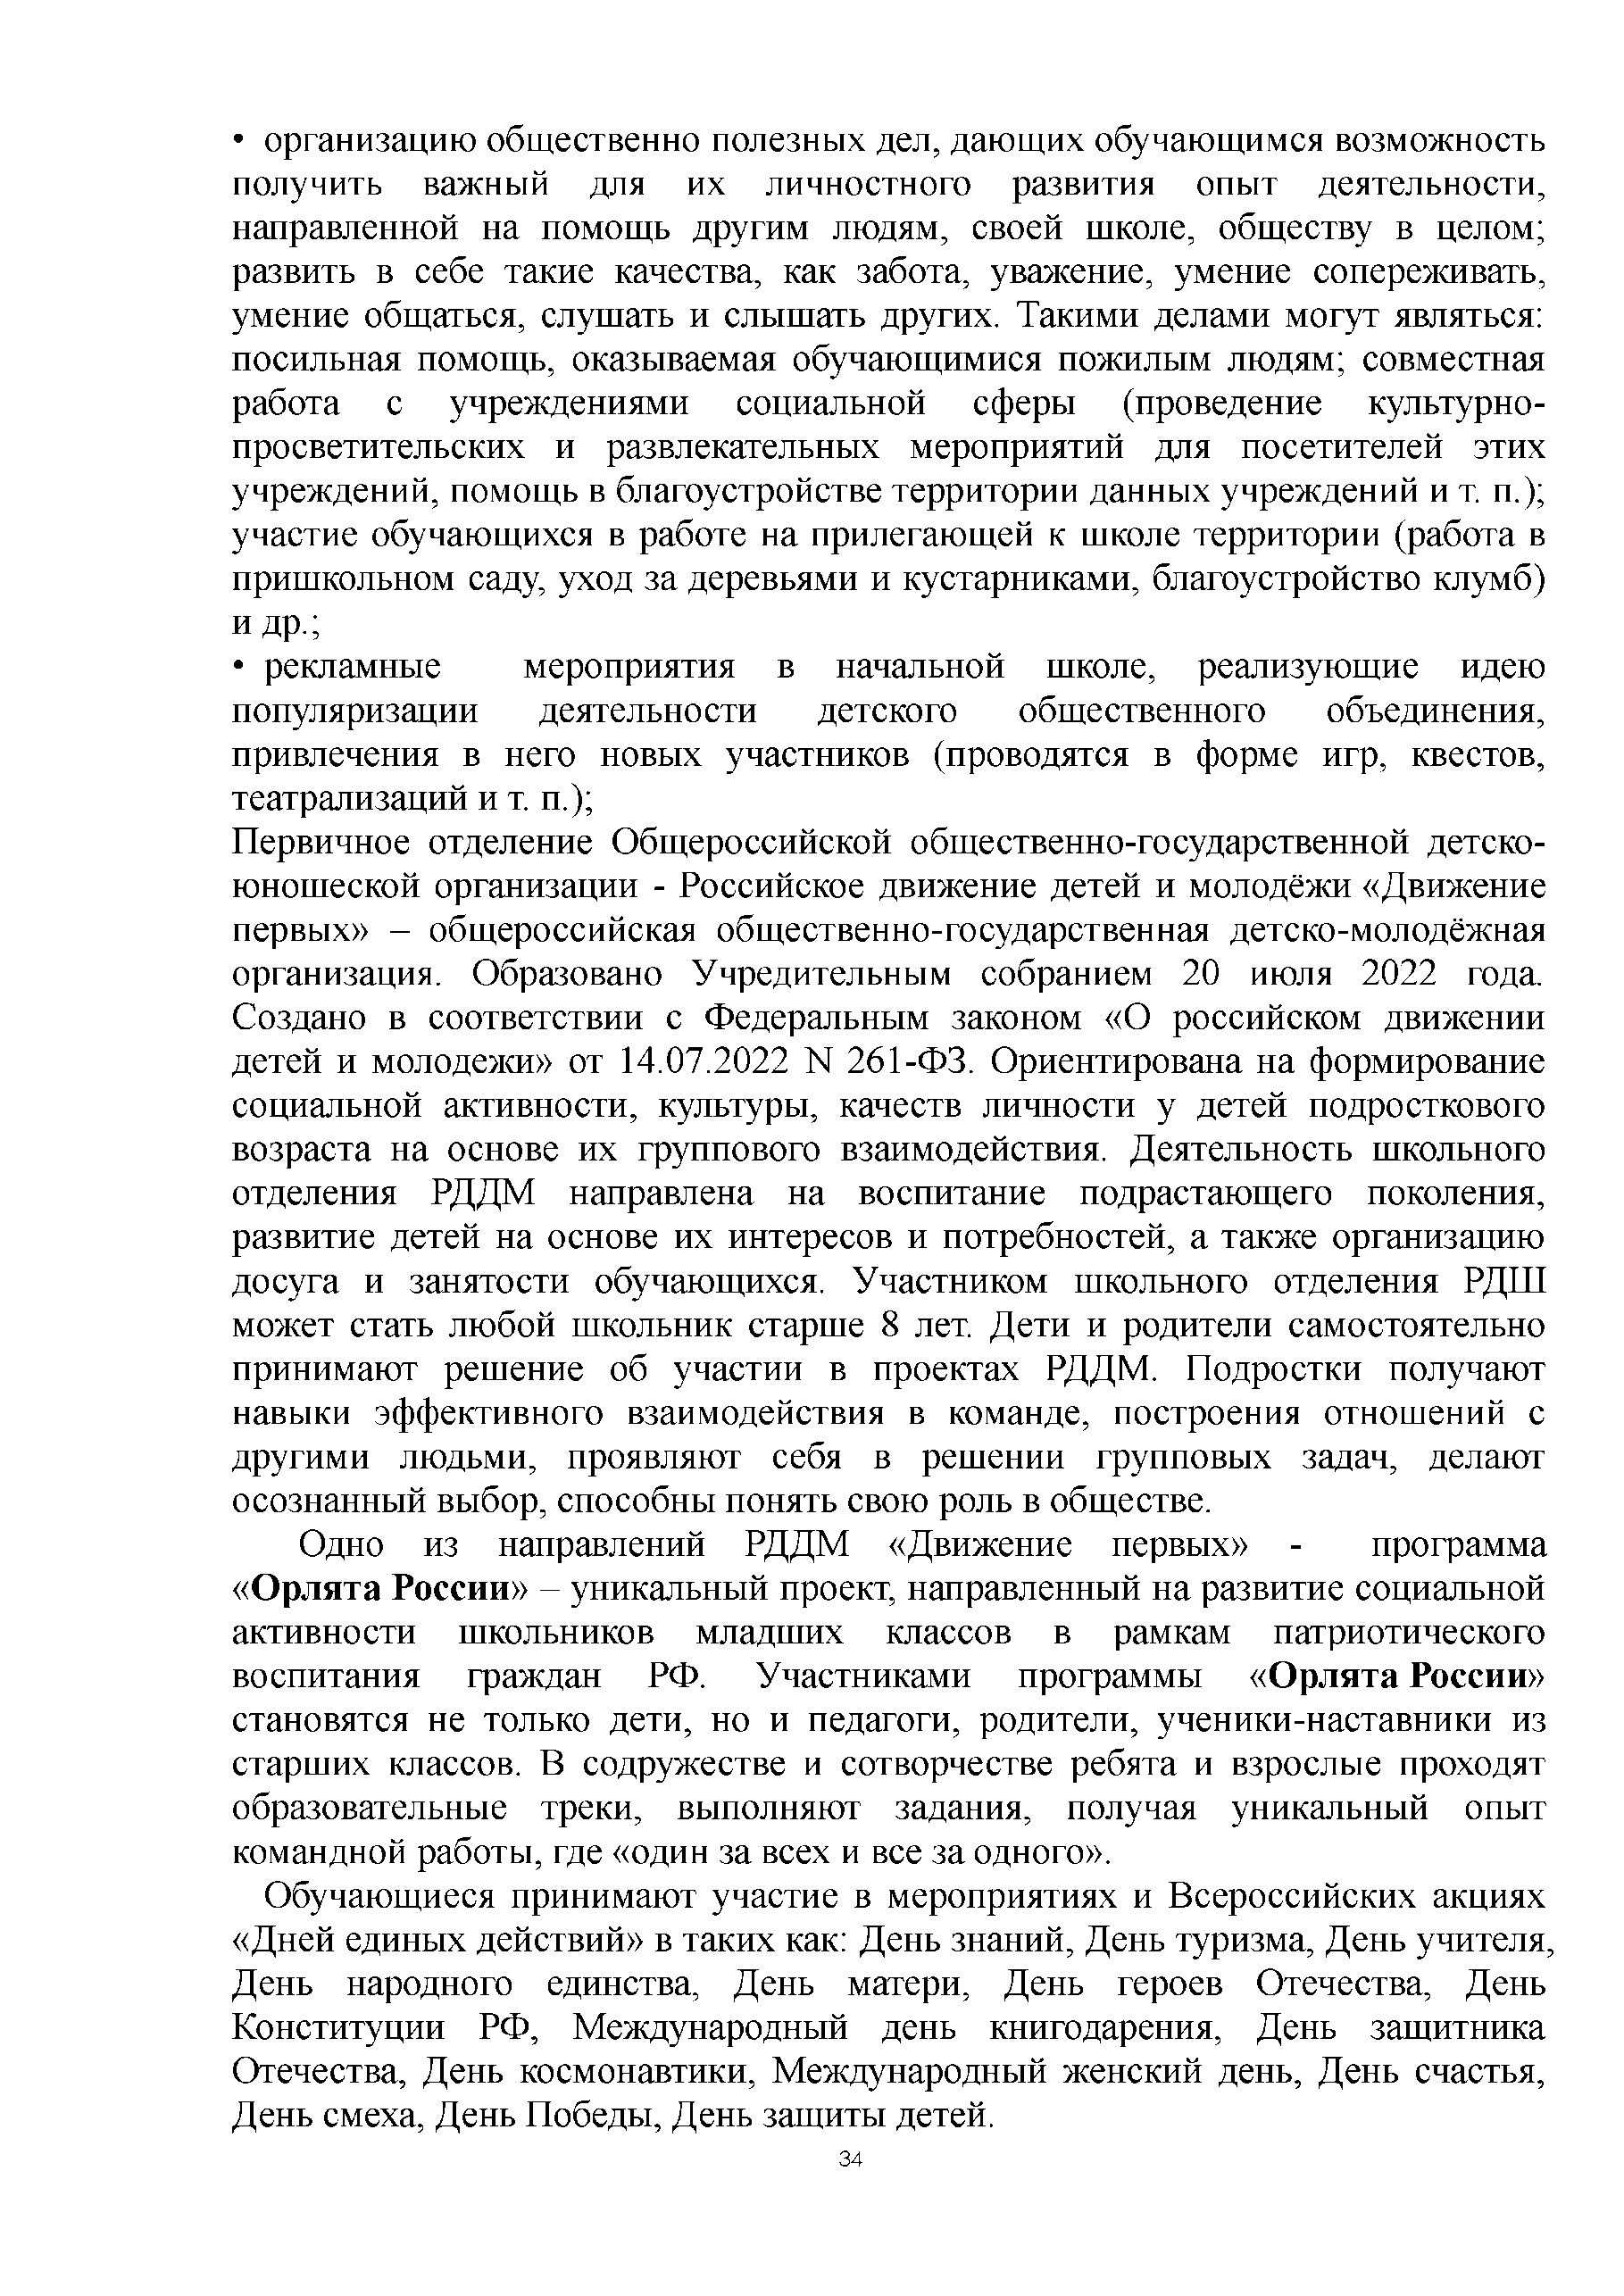 • организацию общественно полезных дел, дающих обучающимся возможность
получить важный для их личностного развития опыт деятельности,
направленной на помощь другим людям, своей школе, обществу в целом;
развить в себе такие качества, как забота, уважение, умение сопереживать,
умение общаться, слушать и слышать других. Такими делами могут являться:
посильная помощь, оказываемая обучающимися пожилым людям; совместная
работа с учреждениями социальной сферы (проведение культурно-
просветительских и развлекательных мероприятий для посетителей этих
учреждений, помощь в благоустройстве территории данных учреждений и т. п.);
участие обучающихся в работе на прилегающей к школе территории (работа в
пришкольном саду, уход за деревьями и кустарниками, благоустройство клумб)
и др.;
• рекламные мероприятия в начальной школе, реализующие идею
популяризации деятельности детского общественного объединения,
привлечения в него новых участников (проводятся в форме игр, квестов,
театрализаций и т. п.);
Первичное отделение Общероссийской общественно-государственной детско-
юношеской организации - Российское движение детей и молодёжи «Движение
первых» – общероссийская общественно-государственная детско-молодёжная
организация. Образовано Учредительным собранием 20 июля 2022 года.
Создано в соответствии с Федеральным законом «О российском движении
детей и молодежи» от 14.07.2022 N 261-ФЗ. Ориентирована на формирование
социальной активности, культуры, качеств личности у детей подросткового
возраста на основе их группового взаимодействия. Деятельность школьного
отделения РДДМ направлена на воспитание подрастающего поколения,
развитие детей на основе их интересов и потребностей, а также организацию
досуга и занятости обучающихся. Участником школьного отделения РДШ
может стать любой школьник старше 8 лет. Дети и родители самостоятельно
принимают решение об участии в проектах РДДМ. Подростки получают
навыки эффективного взаимодействия в команде, построения отношений с
другими людьми, проявляют себя в решении групповых задач, делают
осознанный выбор, способны понять свою роль в обществе.
Одно из направлений РДДМ «Движение первых» - программа
«Орлята России» – уникальный проект, направленный на развитие социальной
активности школьников младших классов в рамкам патриотического
воспитания граждан РФ. Участниками программы «Орлята России»
становятся не только дети, но и педагоги, родители, ученики-наставники из
старших классов. В содружестве и сотворчестве ребята и взрослые проходят
образовательные треки, выполняют задания, получая уникальный опыт
командной работы, где «один за всех и все за одного».
Обучающиеся принимают участие в мероприятиях и Всероссийских акциях
«Дней единых действий» в таких как: День знаний, День туризма, День учителя,
День народного единства, День матери, День героев Отечества, День
Конституции РФ, Международный день книгодарения, День защитника
Отечества, День космонавтики, Международный женский день, День счастья,
День смеха, День Победы, День защиты детей.
34